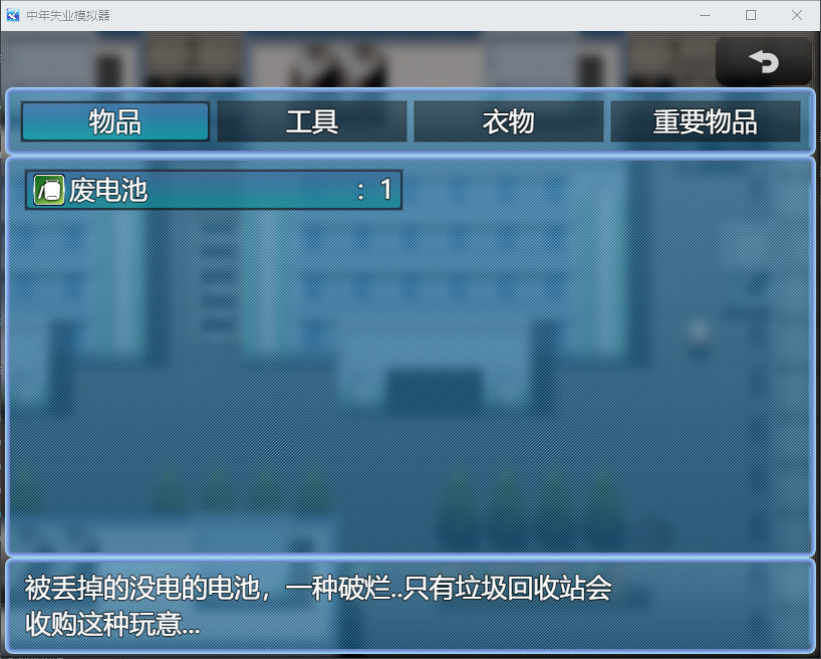 中年失业模拟器
物品 工具 衣物 重要物品
废电池 : 1
被丢掉的没电的电池，一种破烂..只有垃圾回收站会
收购这种玩意...